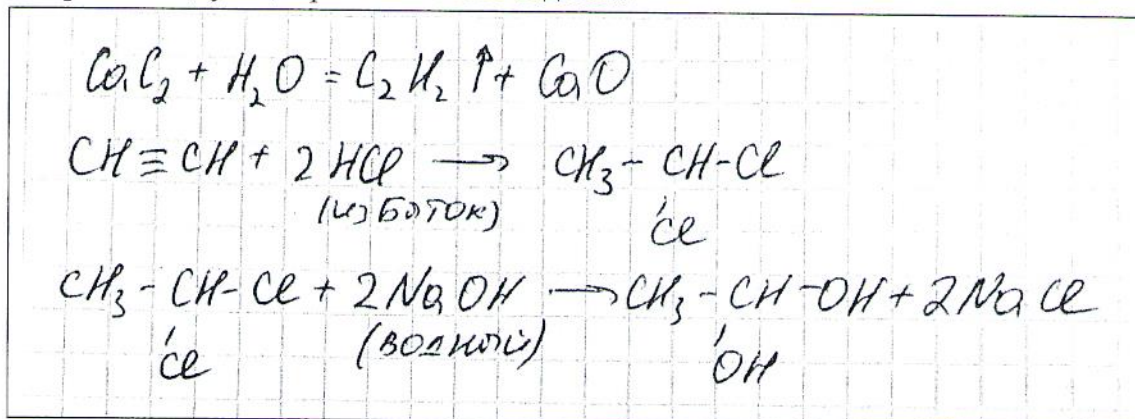 CaC₂ + H₂O = C₂H₂ ↑ + CaO
CH ≡ CH + 2HCl → CH₃ - CH - Cl
(избыток) Cl
CH₃ - CH - Cl + 2NaOH → CH₃ - CH - OH + 2NaCl
Cl (водный) OH